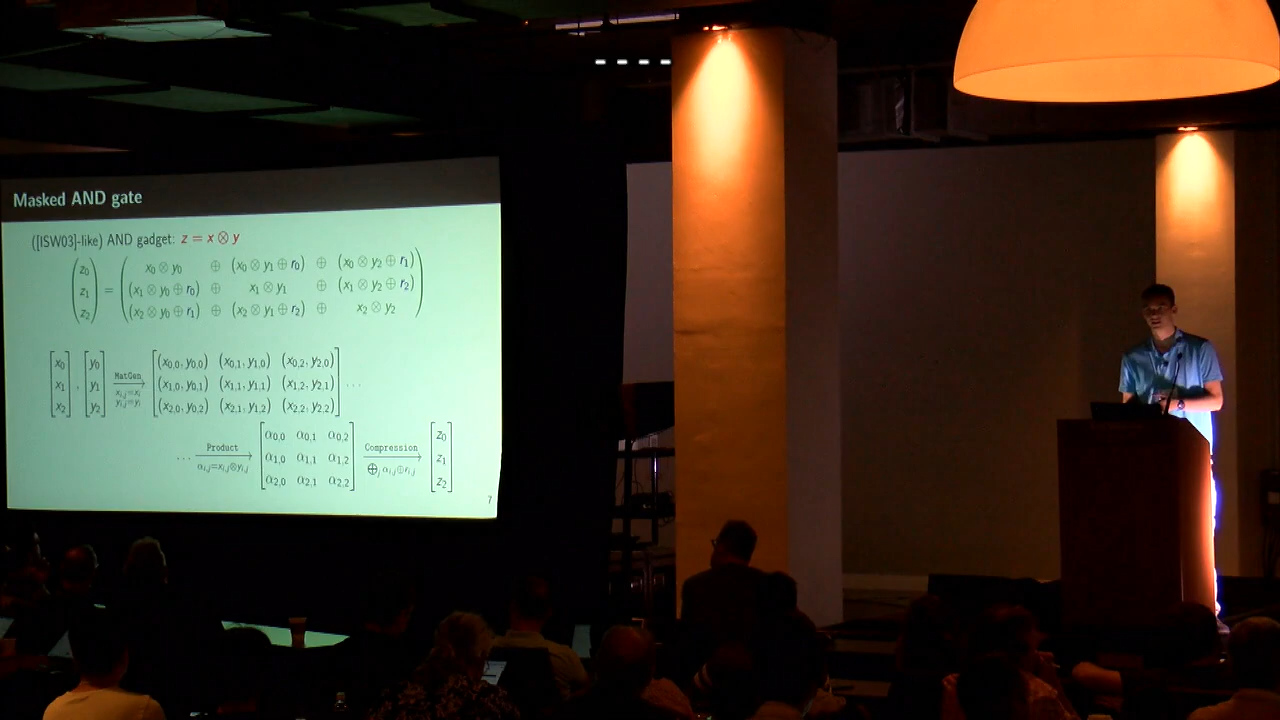 Masked AND gate
([ISW03]-like) AND gadget: z = x ⊗ y
z₀ x₀ ⊗ y₀ ⊕ (x₀ ⊗ y₁ ⊕ r₀) ⊕ (x₀ ⊗ y₂ ⊕ r₁)
z₁ = (x₁ ⊗ y₀ ⊕ r₀) ⊕ x₁ ⊗ y₁ ⊕ (x₁ ⊗ y₂ ⊕ r₂)
z₂ (x₂ ⊗ y₀ ⊕ r₁) ⊕ (x₂ ⊗ y₁ ⊕ r₂) ⊕ x₂ ⊗ y₂
x₀ y₀ (x₀,₀, y₀,₀) (x₀,₁, y₁,₀) (x₀,₂, y₂,₀)
x₁ , y₁ MatGen (x₁,₀, y₀,₁) (x₁,₁, y₁,₁) (x₁,₂, y₂,₁) ...
xᵢ,ⱼ=xᵢ
yᵢ,ⱼ=yᵢ
x₂ y₂ (x₂,₀, y₀,₂) (x₂,₁, y₁,₂) (x₂,₂, y₂,₂)
α₀,₀ α₀,₁ α₀,₂ z₀
... Product α₁,₀ α₁,₁ α₁,₂ Compression z₁
αᵢ,ⱼ=xᵢ,ⱼ⊗yᵢ,ⱼ ⊕ⱼ αᵢ,ⱼ⊕rᵢ,ⱼ
α₂,₀ α₂,₁ α₂,₂ z₂
7